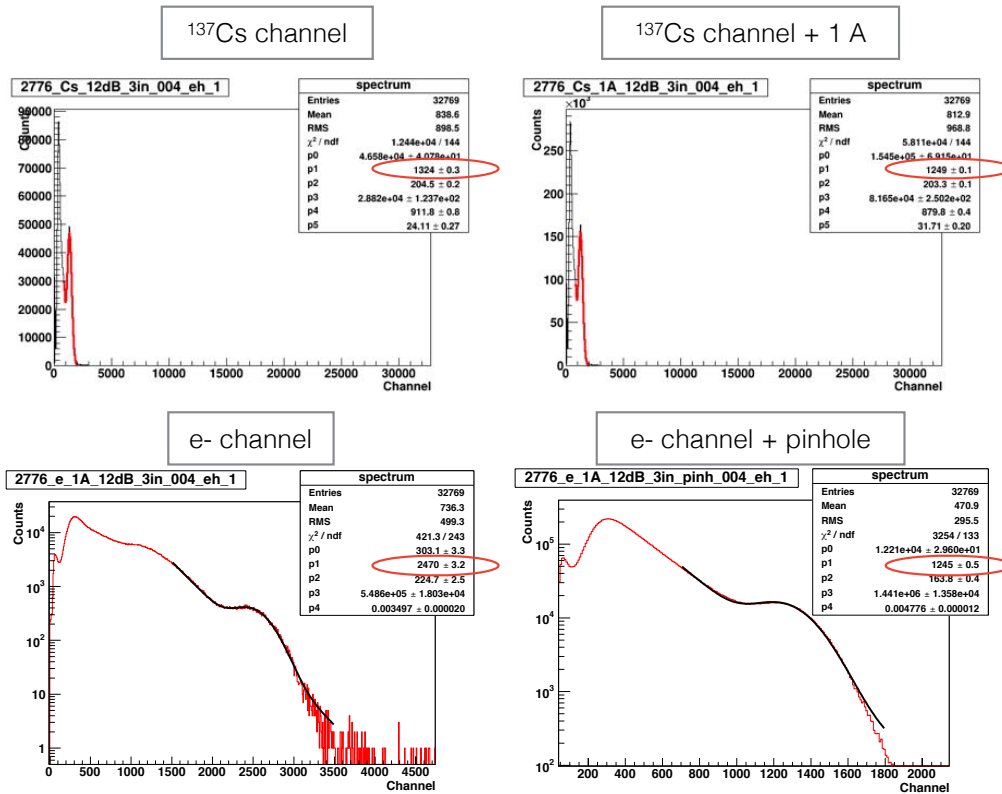 ¹³⁷Cs channel
2776_Cs_12dB_3in_004_eh_1
spectrum
Entries 32769
Mean 838.6
RMS 898.5
χ² / ndf 1.244e+04 / 144
p0 4.658e+04 ± 4.078e+01
p1 1324 ± 0.3
p2 204.5 ± 0.2
p3 2.882e+04 ± 1.237e+02
p4 911.8 ± 0.8
p5 24.11 ± 0.27
Counts
90000
80000
70000
60000
50000
40000
30000
20000
10000
0
0 5000 10000 15000 20000 25000 30000
Channel
¹³⁷Cs channel + 1 A
2776_Cs_1A_12dB_3in_004_eh_1
spectrum
Entries 32769
Mean 812.9
RMS 968.8
χ² / ndf 5.811e+04 / 144
p0 1.545e+05 ± 6.915e+01
p1 1249 ± 0.1
p2 203.3 ± 0.1
p3 8.165e+04 ± 2.502e+02
p4 879.8 ± 0.4
p5 31.71 ± 0.20
×10³
Counts
250
200
150
100
50
0
0 5000 10000 15000 20000 25000 30000
Channel
e- channel
2776_e_1A_12dB_3in_004_eh_1
spectrum
Entries 32769
Mean 736.3
RMS 499.3
χ² / ndf 421.3 / 243
p0 303.1 ± 3.3
p1 2470 ± 3.2
p2 224.7 ± 2.5
p3 5.486e+05 ± 1.803e+04
p4 0.003497 ± 0.000020
Counts
10⁴
10³
10²
10
1
0 500 1000 1500 2000 2500 3000 3500 4000 4500
Channel
e- channel + pinhole
2776_e_1A_12dB_3in_pinh_004_eh_1
spectrum
Entries 32769
Mean 470.9
RMS 295.5
χ² / ndf 3254 / 133
p0 1.221e+04 ± 2.960e+01
p1 1245 ± 0.5
p2 163.8 ± 0.4
p3 1.441e+06 ± 1.358e+04
p4 0.004776 ± 0.000012
Counts
10⁵
10⁴
10³
10²
200 400 600 800 1000 1200 1400 1600 1800 2000
Channel